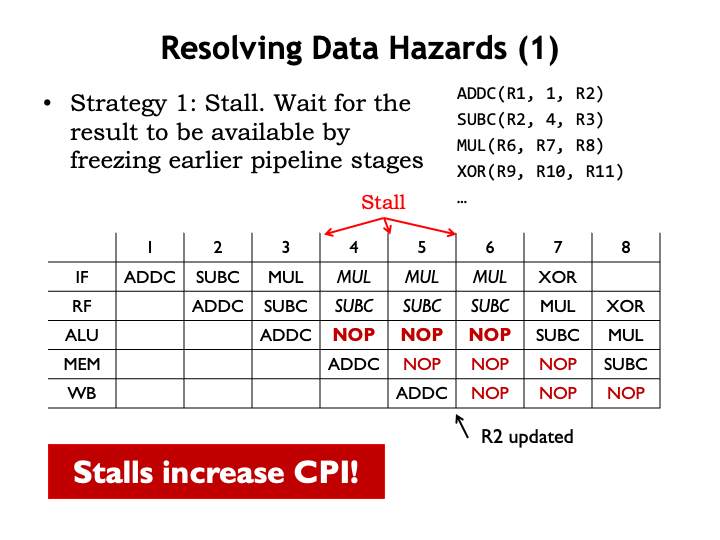 Resolving Data Hazards (1)
• Strategy 1: Stall. Wait for the
result to be available by
freezing earlier pipeline stages
ADDC(R1, 1, R2)
SUBC(R2, 4, R3)
MUL(R6, R7, R8)
XOR(R9, R10, R11)
…
Stall
1 2 3 4 5 6 7 8
IF ADDC SUBC MUL MUL MUL MUL XOR
RF ADDC SUBC SUBC SUBC SUBC MUL XOR
ALU ADDC NOP NOP NOP SUBC MUL
MEM ADDC NOP NOP NOP SUBC
WB ADDC NOP NOP NOP
R2 updated
Stalls increase CPI!